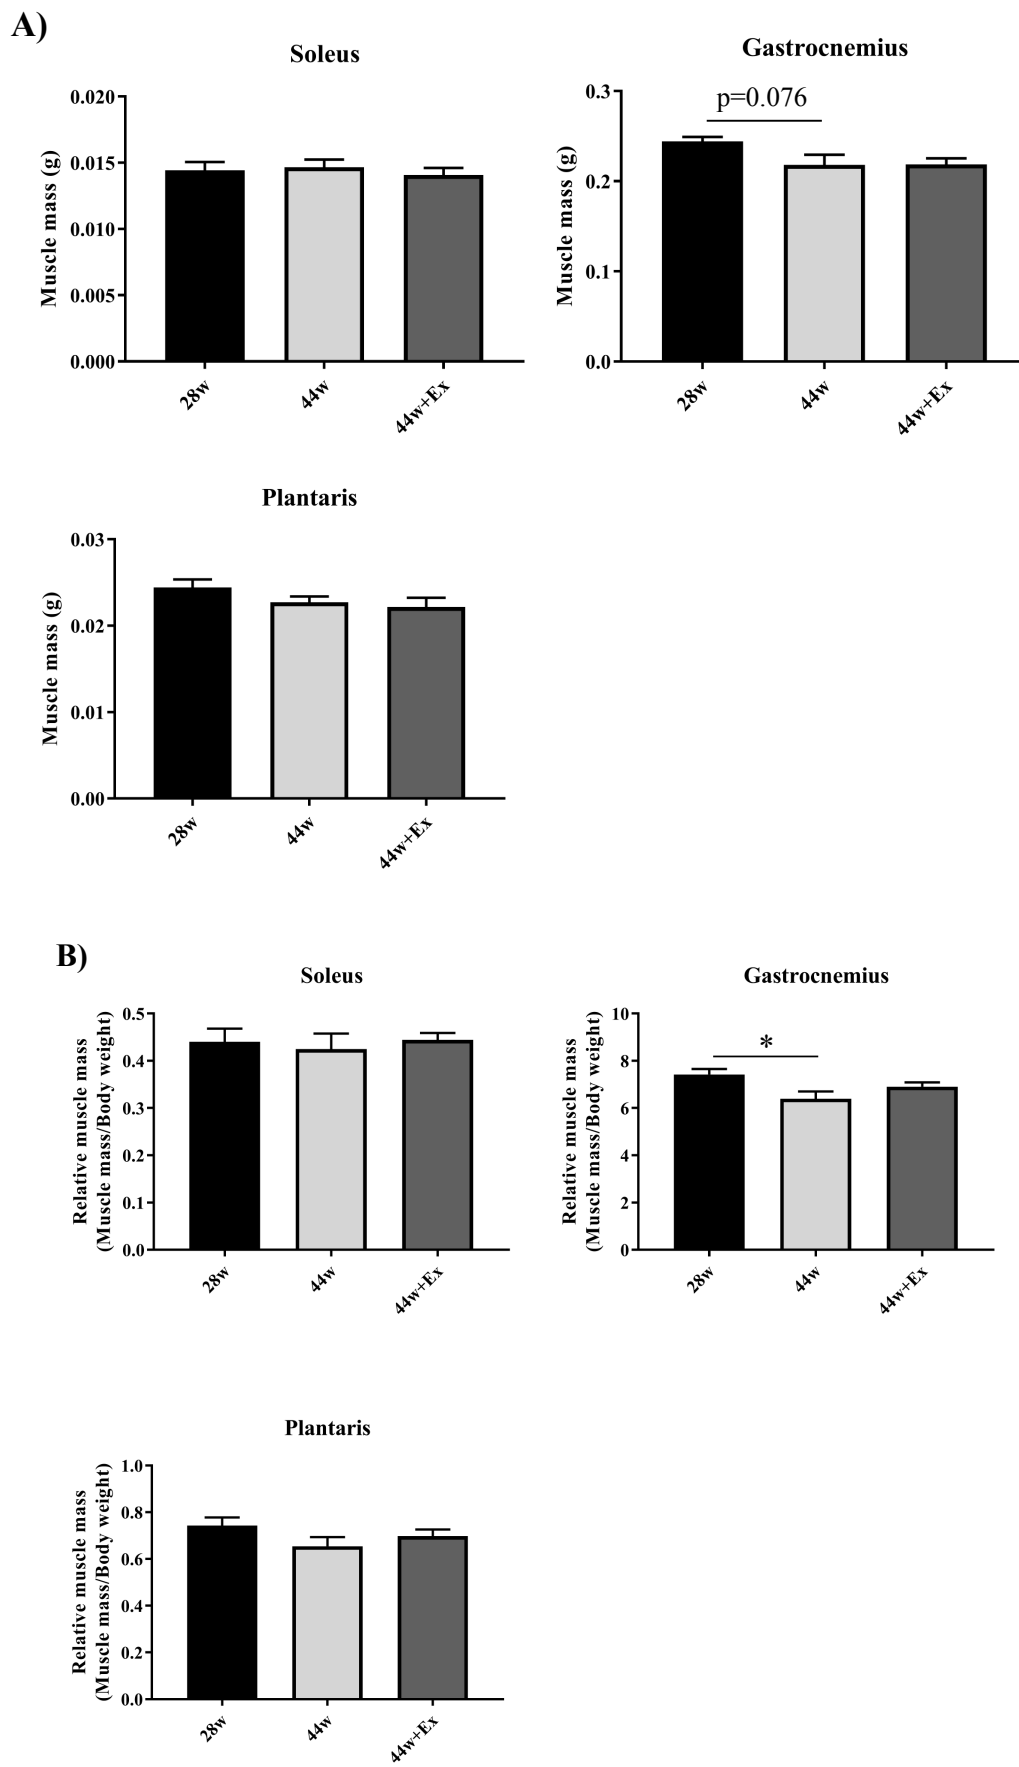 A)
Soleus
Muscle mass (g)
0.020
0.015
0.010
0.005
0.000
28w
44w
44w+Ex
Gastrocnemius
Muscle mass (g)
0.3
0.2
0.1
0.0
p=0.076
28w
44w
44w+Ex
Plantaris
Muscle mass (g)
0.03
0.02
0.01
0.00
28w
44w
44w+Ex
B)
Soleus
Relative muscle mass
(Muscle mass/Body weight)
0.5
0.4
0.3
0.2
0.1
0.0
28w
44w
44w+Ex
Gastrocnemius
Relative muscle mass
(Muscle mass/Body weight)
10
8
6
4
2
0
*
28w
44w
44w+Ex
Plantaris
Relative muscle mass
(Muscle mass/Body weight)
1.0
0.8
0.6
0.4
0.2
0.0
28w
44w
44w+Ex